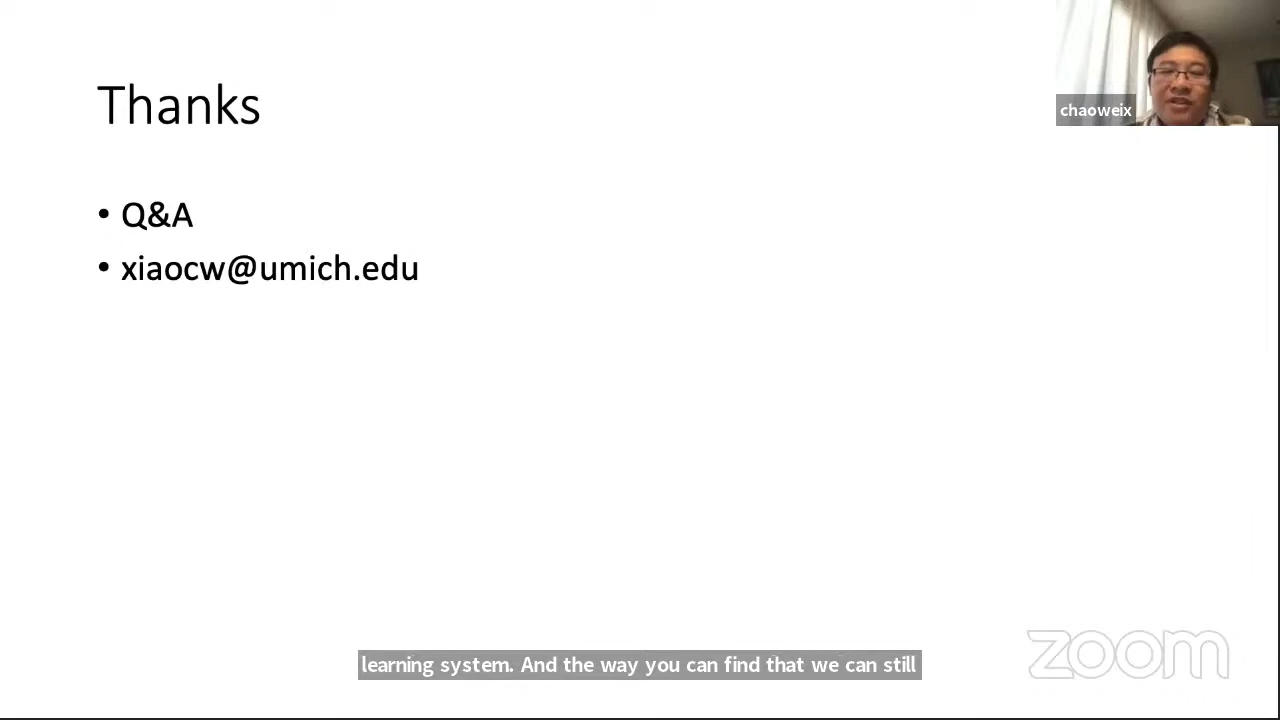 Thanks
chaoweix
• Q&A
• xiaocw@umich.edu
learning system. And the way you can find that we can still
zoom